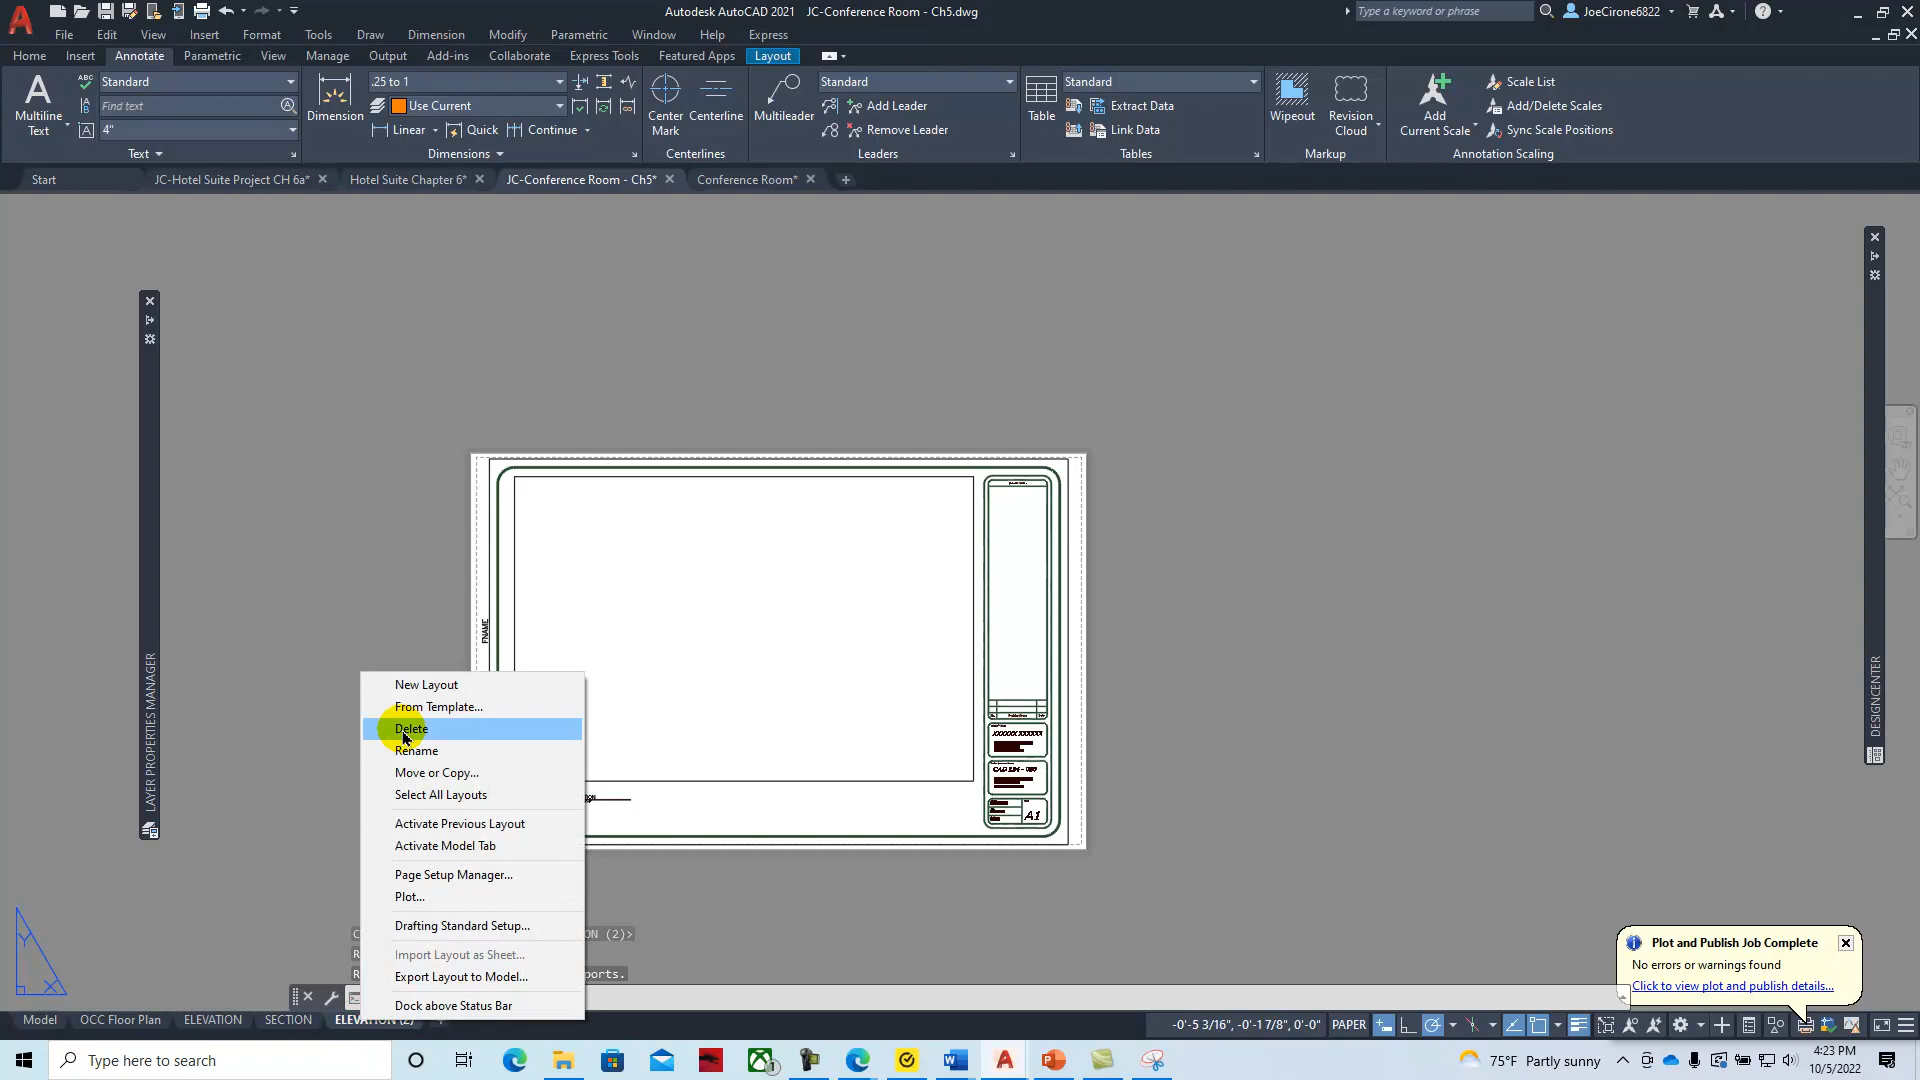 Autodesk AutoCAD 2021 JC-Conference Room - Ch5.dwg
Type a keyword or phrase
JoeCirone6822
File Edit View Insert Format Tools Draw Dimension Modify Parametric Window Help Express
Home Insert Annotate Parametric View Manage Output Add-ins Collaborate Express Tools Featured Apps Layout
Multiline Text
ABC
Standard
Find text
4"
Text
Dimension
.25 to 1
Use Current
Linear Quick Continue
Dimensions
Center Mark
Centerline
Centerlines
Multileader
Standard
Add Leader
Remove Leader
Leaders
Table
Standard
Extract Data
Link Data
Tables
Wipeout
Revision Cloud
Markup
Add Current Scale
Scale List
Add/Delete Scales
Sync Scale Positions
Annotation Scaling
Start JC-Hotel Suite Project CH 6a* Hotel Suite Chapter 6* JC-Conference Room - Ch5* Conference Room*
LAYER PROPERTIES MANAGER
DESIGNCENTER
FNAME
XXXXXX XXXXXXX
A1
New Layout
From Template...
Delete
Rename
Move or Copy...
Select All Layouts
Activate Previous Layout
Activate Model Tab
Page Setup Manager...
Plot...
Drafting Standard Setup...
Import Layout as Sheet...
Export Layout to Model...
Dock above Status Bar
ON (2)>
ports.
Y
X
Plot and Publish Job Complete
No errors or warnings found
Click to view plot and publish details...
Model OCC Floor Plan ELEVATION SECTION ELEVATION (2)
-0'-5 3/16", -0'-1 7/8", 0'-0" PAPER
Type here to search
1
75°F Partly sunny
4:23 PM
10/5/2022